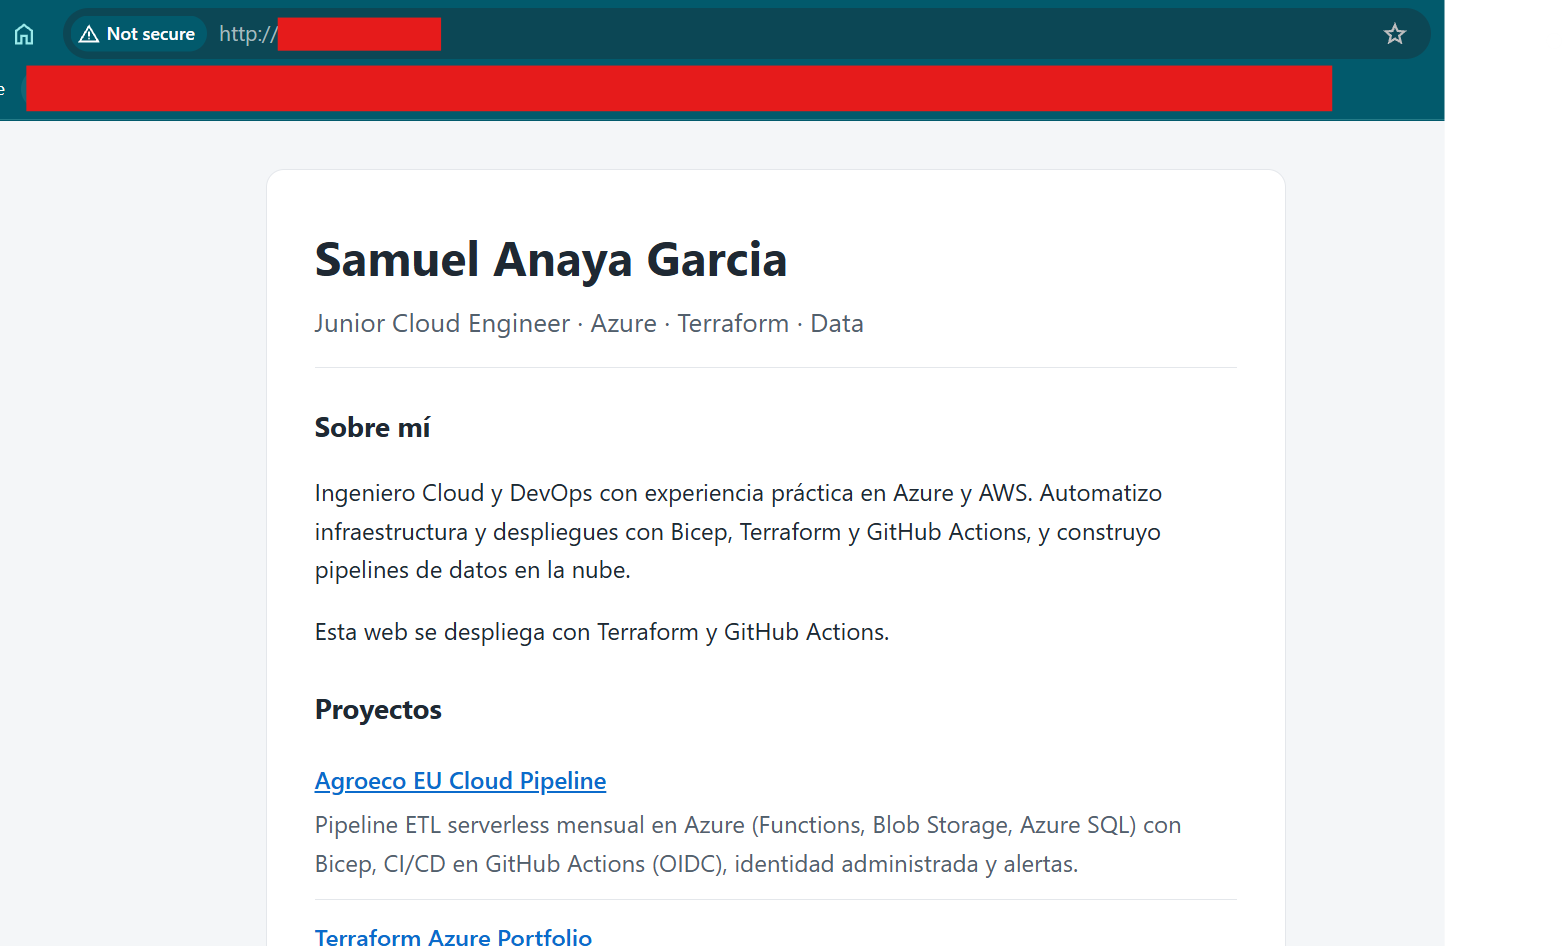 Not secure http://
e
Samuel Anaya Garcia
Junior Cloud Engineer · Azure · Terraform · Data
Sobre mí
Ingeniero Cloud y DevOps con experiencia práctica en Azure y AWS. Automatizo
infraestructura y despliegues con Bicep, Terraform y GitHub Actions, y construyo
pipelines de datos en la nube.
Esta web se despliega con Terraform y GitHub Actions.
Proyectos
Agroeco EU Cloud Pipeline
Pipeline ETL serverless mensual en Azure (Functions, Blob Storage, Azure SQL) con
Bicep, CI/CD en GitHub Actions (OIDC), identidad administrada y alertas.
Terraform Azure Portfolio